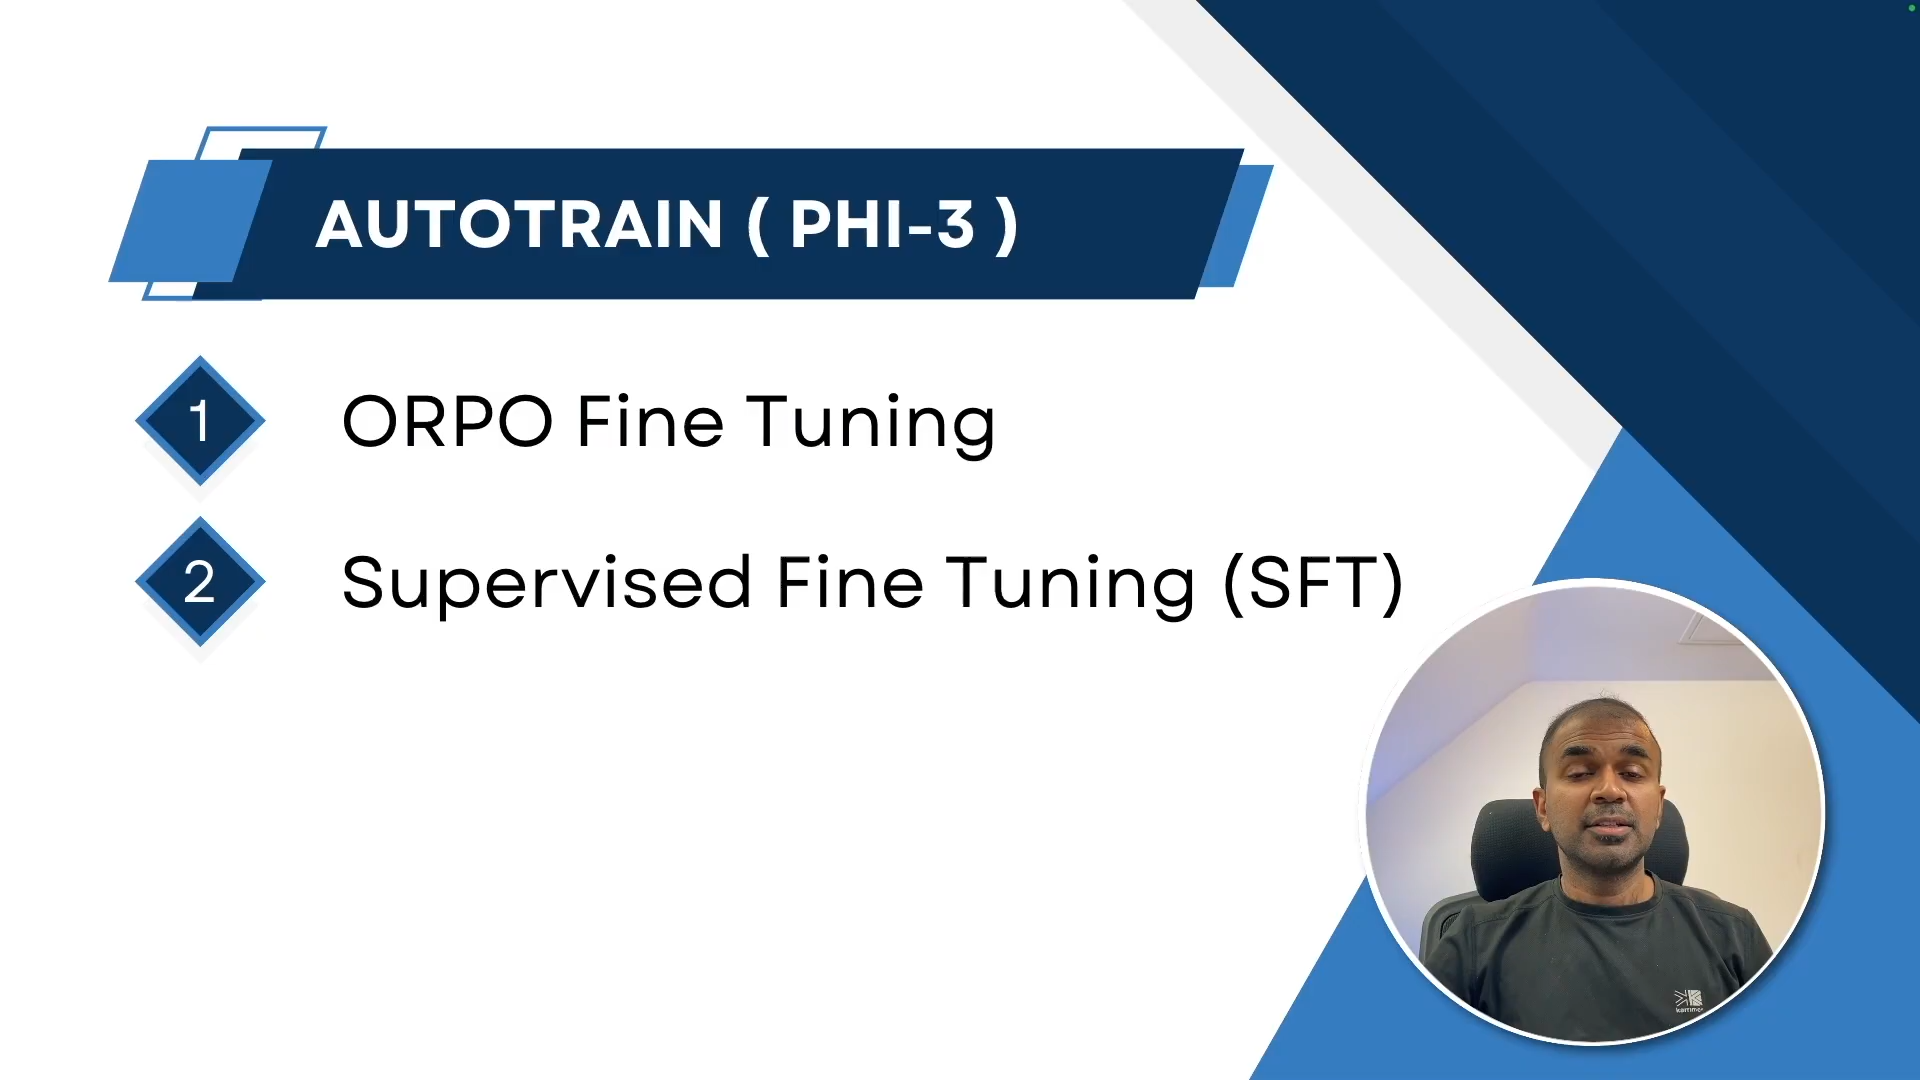 AUTOTRAIN ( PHI-3 )
1
ORPO Fine Tuning
2
Supervised Fine Tuning (SFT)